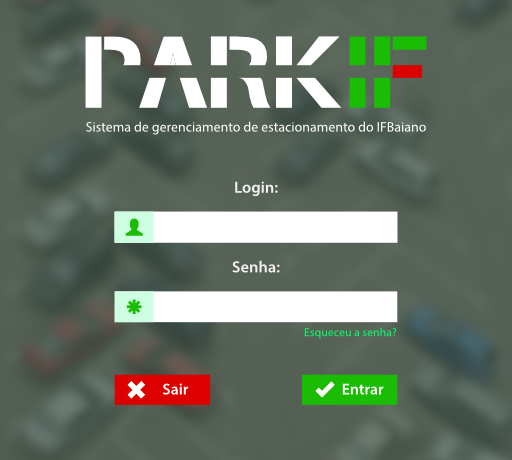 PARKIF
Sistema de gerenciamento de estacionamento do IFBaiano
Login:
Senha:
Esqueceu a senha?
Sair
Entrar